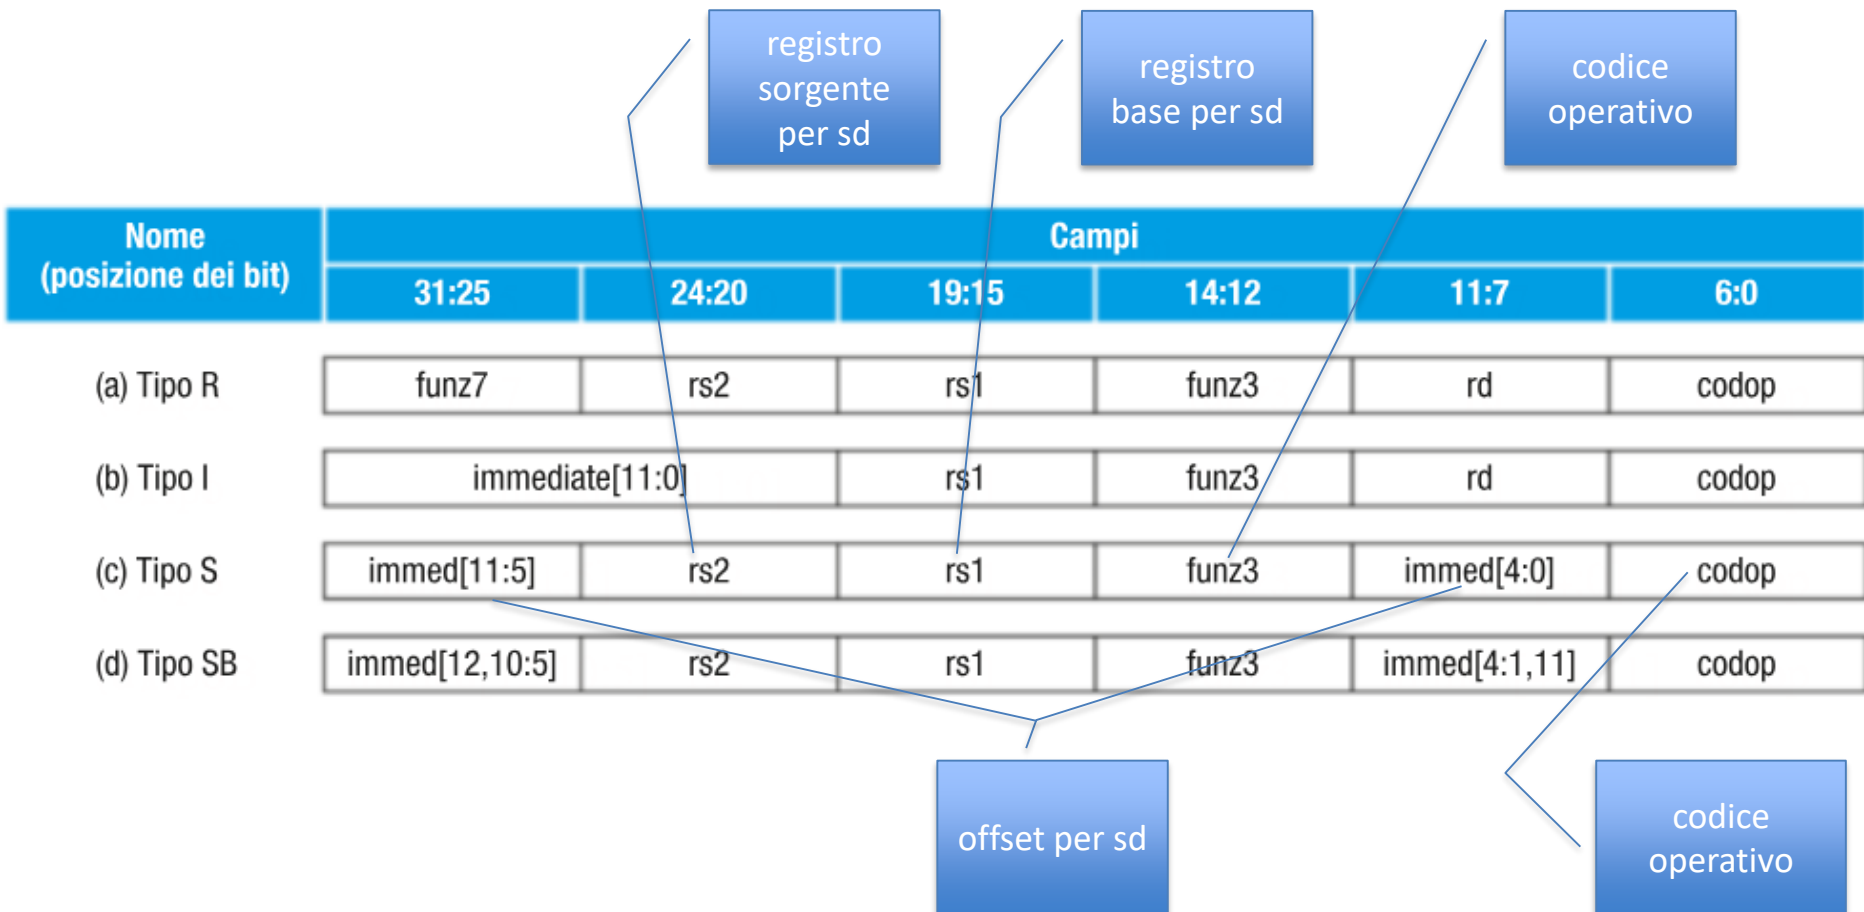 registro
sorgente
per sd
registro
base per sd
codice
operativo
Nome
(posizione dei bit)
Campi
31:25 24:20 19:15 14:12 11:7 6:0
(a) Tipo R funz7 rs2 rs1 funz3 rd codop
(b) Tipo I immediate[11:0] rs1 funz3 rd codop
(c) Tipo S immed[11:5] rs2 rs1 funz3 immed[4:0] codop
(d) Tipo SB immed[12,10:5] rs2 rs1 funz3 immed[4:1,11] codop
offset per sd
codice
operativo